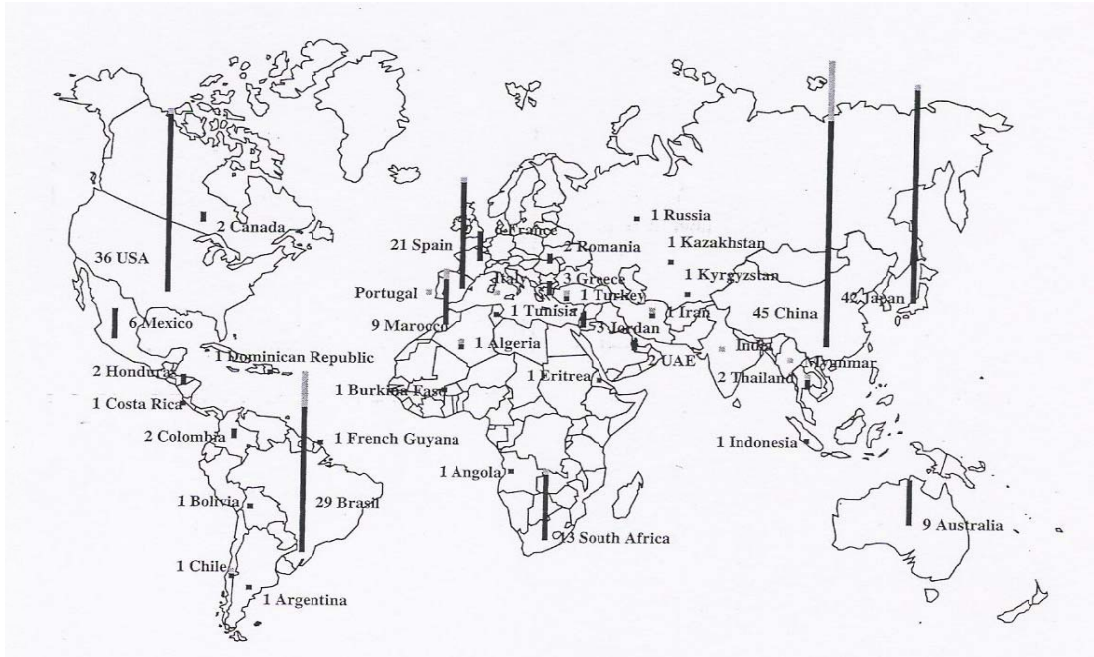 1 Russia
2 Canada
France
21 Spain
2 Romania
1 Kazakhstan
36 USA
3 Greece
1 Kyrgyzstan
Italy
Portugal
1 Turkey
42 Japan
45 China
1 Tunisia
1 Iran
6 Mexico
9 Marocco
3 Jordan
1 Algeria
India
1 Dominican Republic
2 UAE
Myanmar
2 Honduras
1 Eritrea
2 Thailand
1 Burkina Faso
1 Costa Rica
2 Colombia
1 French Guyana
1 Indonesia
1 Angola
1 Bolivia
29 Brasil
9 Australia
13 South Africa
1 Chile
1 Argentina